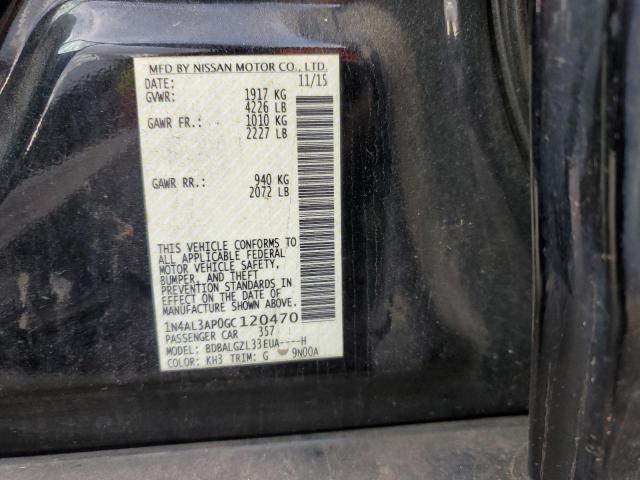 MFD BY NISSAN MOTOR CO., LTD.
DATE: 11/15
GVWR: 1917 KG
4226 LB
GAWR FR.: 1010 KG
2227 LB
GAWR RR.: 940 KG
2072 LB
THIS VEHICLE CONFORMS TO
ALL APPLICABLE FEDERAL
MOTOR VEHICLE SAFETY,
BUMPER, AND THEFT
PREVENTION STANDARDS IN
EFFECT ON THE DATE OF
MANUFACTURE SHOWN ABOVE.
1N4AL3AP0GC120470
PASSENGER CAR 357
MODEL: BDBALGZL33EUA----H
COLOR: KH3 TRIM: G 9N00A